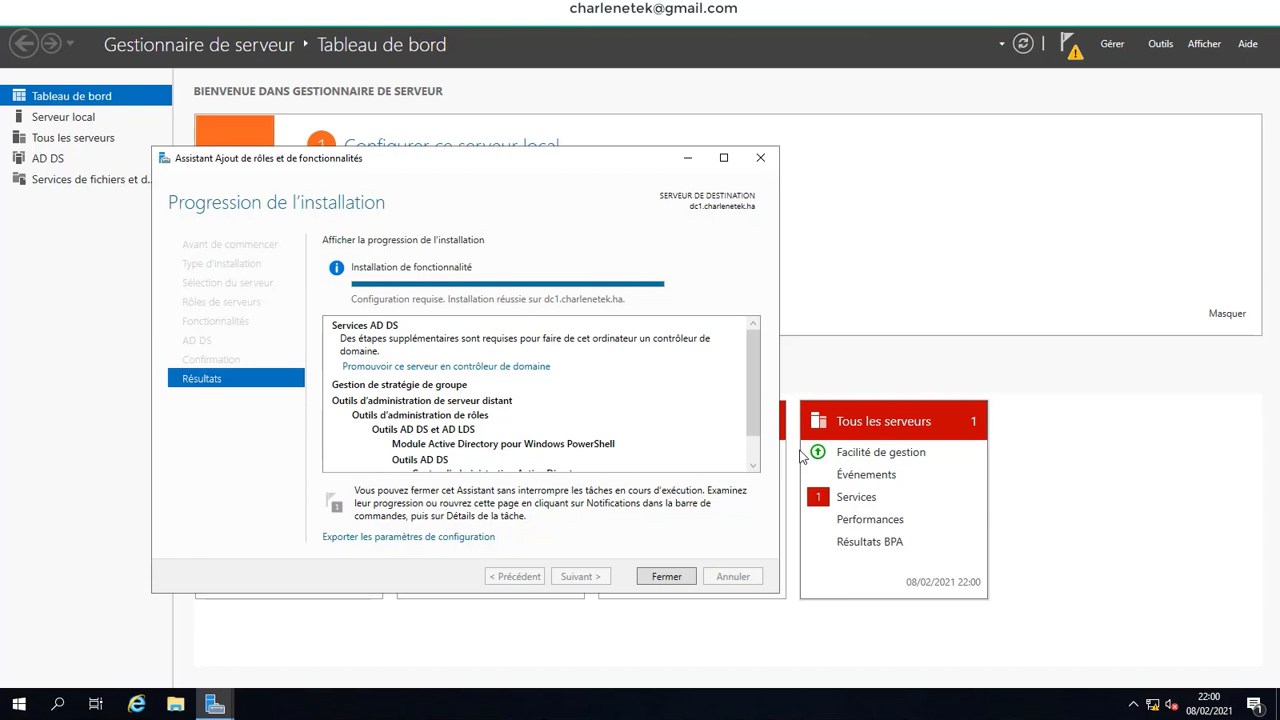 charlenetek@gmail.com
Gestionnaire de serveur ‣ Tableau de bord
Gérer Outils Afficher Aide
Tableau de bord
Serveur local
Tous les serveurs
AD DS
Services de fichiers et d...
BIENVENUE DANS GESTIONNAIRE DE SERVEUR
1 Configurer ce serveur local
Masquer
Assistant Ajout de rôles et de fonctionnalités
Progression de l'installation
SERVEUR DE DESTINATION
dc1.charlenetek.ha
Avant de commencer
Type d'installation
Sélection du serveur
Rôles de serveurs
Fonctionnalités
AD DS
Confirmation
Résultats
Afficher la progression de l'installation
Installation de fonctionnalité
Configuration requise. Installation réussie sur dc1.charlenetek.ha.
Services AD DS
Des étapes supplémentaires sont requises pour faire de cet ordinateur un contrôleur de
domaine.
Promouvoir ce serveur en contrôleur de domaine
Gestion de stratégie de groupe
Outils d'administration de serveur distant
Outils d'administration de rôles
Outils AD DS et AD LDS
Module Active Directory pour Windows PowerShell
Outils AD DS
1
Vous pouvez fermer cet Assistant sans interrompre les tâches en cours d'exécution. Examinez
leur progression ou rouvrez cette page en cliquant sur Notifications dans la barre de
commandes, puis sur Détails de la tâche.
Exporter les paramètres de configuration
< Précédent Suivant > Fermer Annuler
Tous les serveurs 1
Facilité de gestion
Événements
1 Services
Performances
Résultats BPA
08/02/2021 22:00
22:00
08/02/2021
1